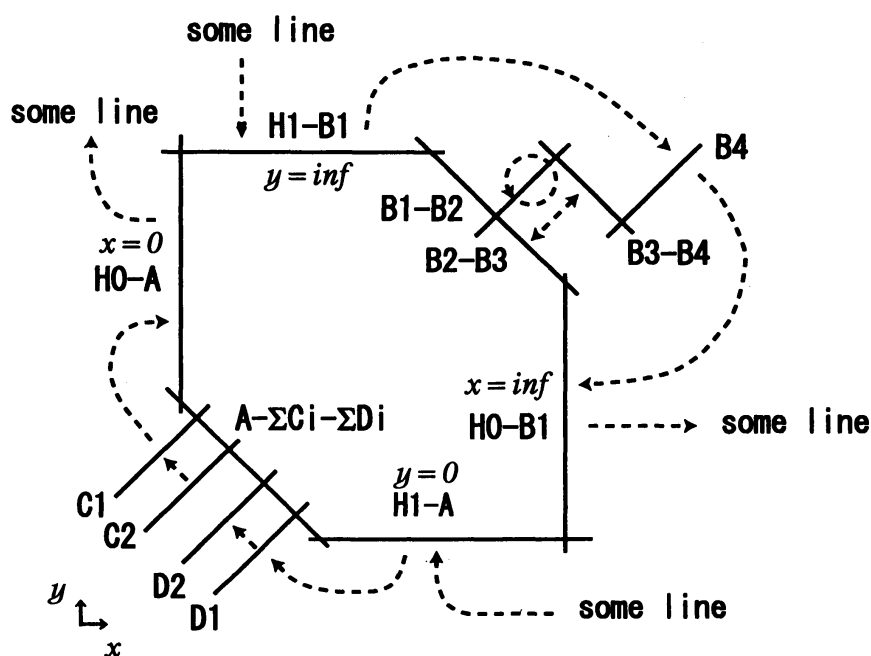 some line
some line
H1-B1
B4
y=inf
B1-B2
B2-B3
B3-B4
x=0
H0-A
x=inf
A-ΣCi-ΣDi
H0-B1
some line
y=0
C1
H1-A
C2
D2
some line
D1
y
x